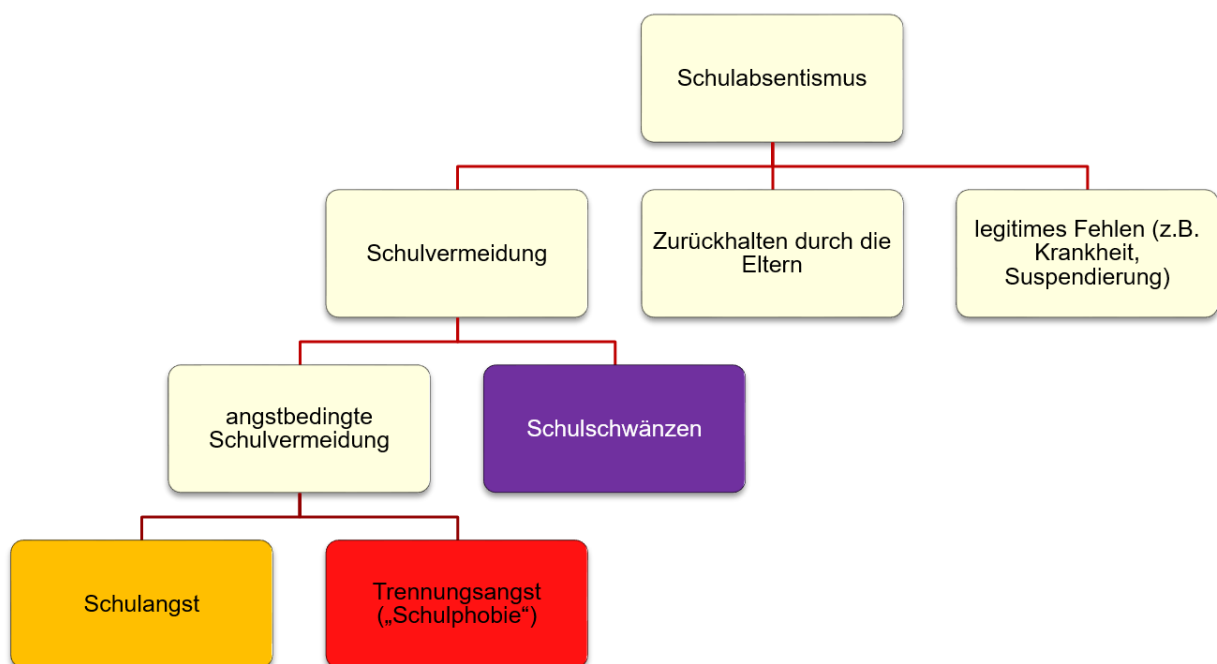 Schulabsentismus
Schulvermeidung
Zurückhalten durch die
Eltern
legitimes Fehlen (z.B.
Krankheit,
Suspendierung)
angstbedingte
Schulvermeidung
Schulschwänzen
Schulangst
Trennungsangst
(„Schulphobie“)